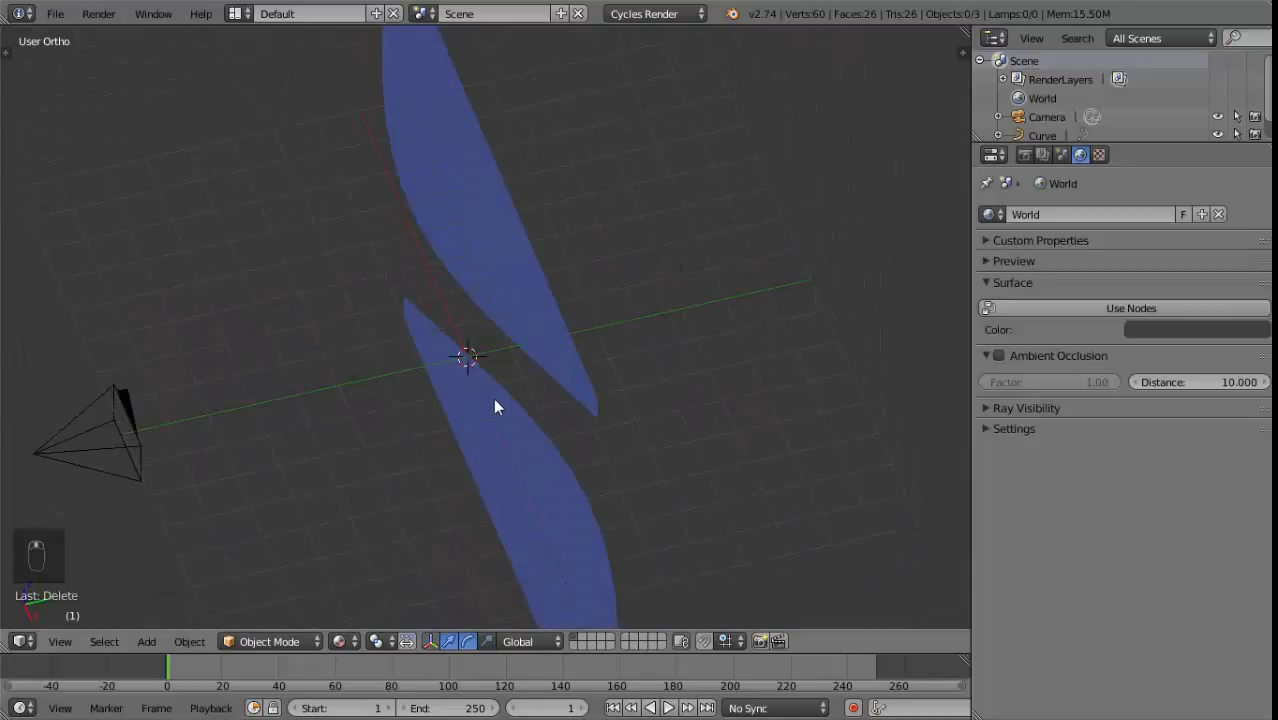 File Render Window Help Default Scene Cycles Render v2.74 | Verts:60 | Faces:26 | Tris:26 | Objects:0/3 | Lamps:0/0 | Mem:15.50M
User Ortho
View Search All Scenes
Scene
RenderLayers
World
Camera
Curve
World
World F
Custom Properties
Preview
Surface
Use Nodes
Color:
Ambient Occlusion
Factor: 1.00 Distance: 10.000
Ray Visibility
Settings
Last: Delete
(1)
View Select Add Object Object Mode Global
-40 -20 0 20 40 60 80 100 120 140 160 180 200 220 240 260
View Marker Frame Playback Start: 1 End: 250 1 No Sync